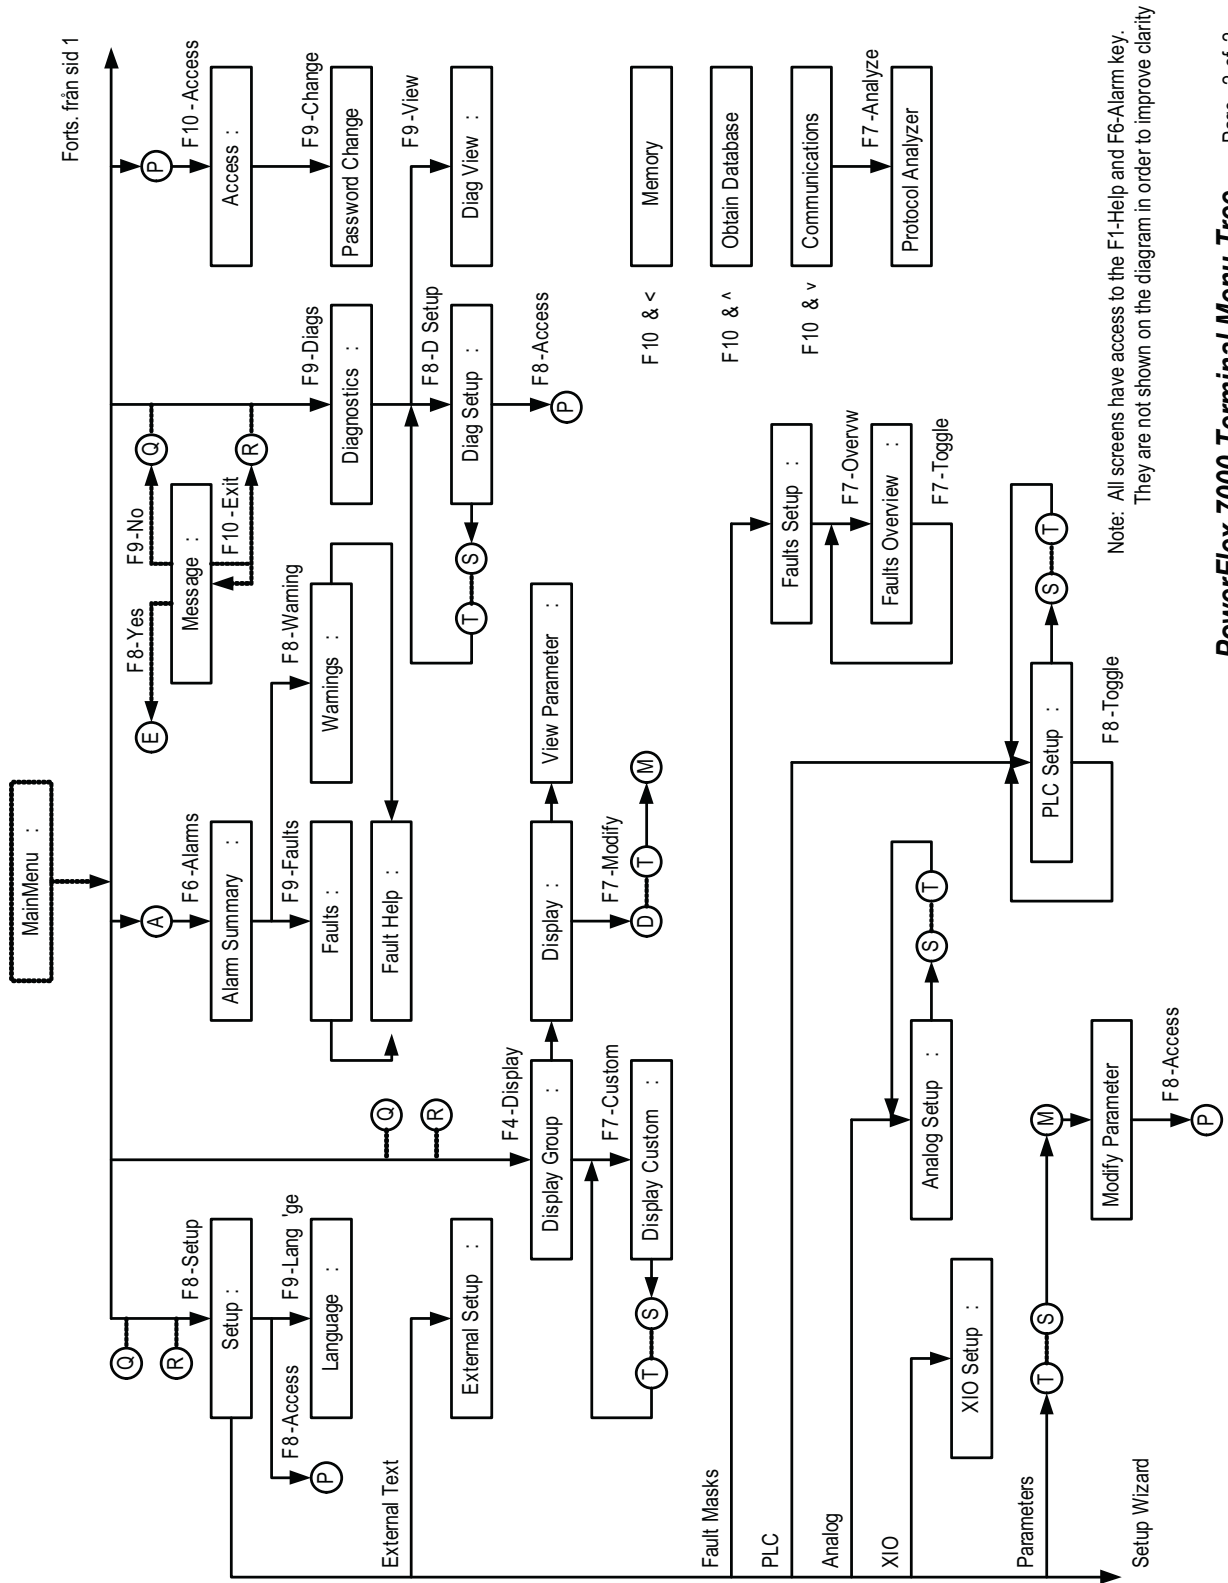 MainMenu :
Forts. från sid 1
Q
R
F8-Setup
Setup :
F8-Access
P
F9-Lang 'ge
Language :
External Text
External Setup :
Q
R
F4-Display
Display Group :
F7-Custom
Display Custom :
T
S
A
F6-Alarms
Alarm Summary :
F9-Faults
Faults :
Fault Help :
F8-Warning
Warnings :
Display :
View Parameter :
F7-Modify
D
T
M
E
F8-Yes
F9-No
Message :
F10-Exit
Q
R
F9-Diags
Diagnostics :
F8-D Setup
Diag Setup :
F8-Access
P
T
S
P
F10-Access
Access :
F9-Change
Password Change
F9-View
Diag View :
F10 & <
Memory
F10 & ^
Obtain Database
F10 & v
Communications
F7-Analyze
Protocol Analyzer
Fault Masks
Faults Setup :
F7-Overvw
Faults Overview :
F7-Toggle
PLC
PLC Setup :
F8-Toggle
S
T
Analog
Analog Setup :
S
T
XIO
XIO Setup :
Parameters
T
S
M
Modify Parameter
F8-Access
P
Setup Wizard
Note: All screens have access to the F1-Help and F6-Alarm key.
They are not shown on the diagram in order to improve clarity
PowerFlex 7000 Terminal Menu Tree